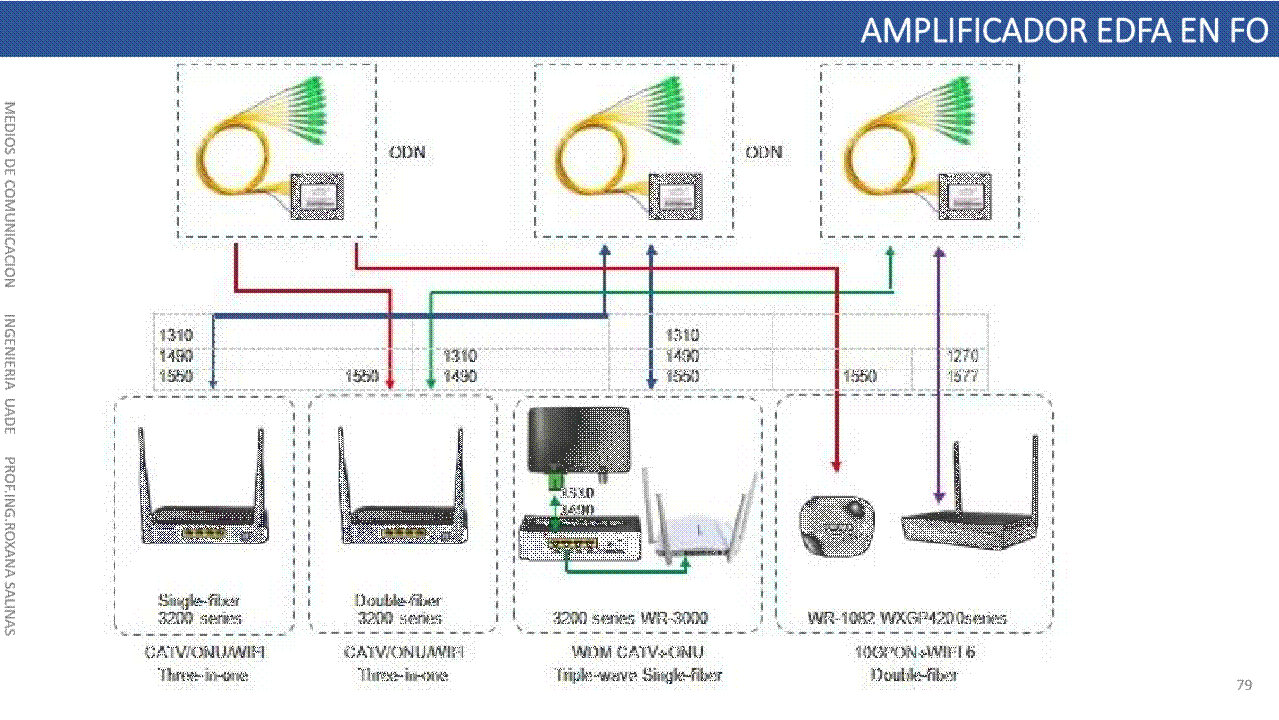 AMPLIFICADOR EDFA EN FO
MEDIOS DE COMUNICACION INGENIERIA UADE PROF.ING.ROXANA SALINAS
ODN
ODN
1310
1490
1550
1550
1310
1490
1310
1490
1550
1550
1270
1577
1310
1490
Single-fiber
3200 series
Double-fiber
3200 series
3200 series WR-3000
WR-1082 WXGP4200series
CATV/ONU/WIFI
Three-in-one
CATV/ONU/WIFI
Three-in-one
WDM CATV+ONU
Triple-wave Single-fiber
10GPON+WIFI 6
Double-fiber
79